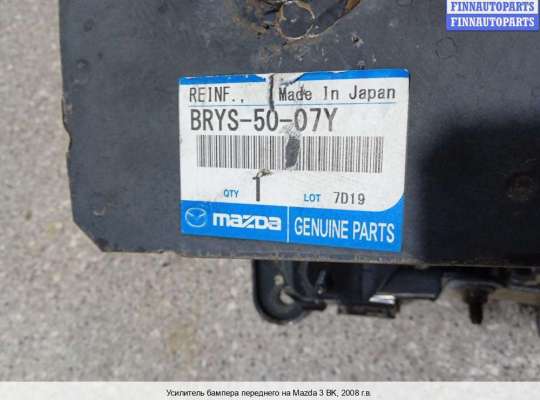 FINNAUTOPARTS
FINNAUTOPARTS
REINF., Made In Japan
BRYS-50-07Y
QTY 1 LOT 7D19
mazda GENUINE PARTS
Усилитель бампера переднего на Mazda 3 BK, 2008 г.в.